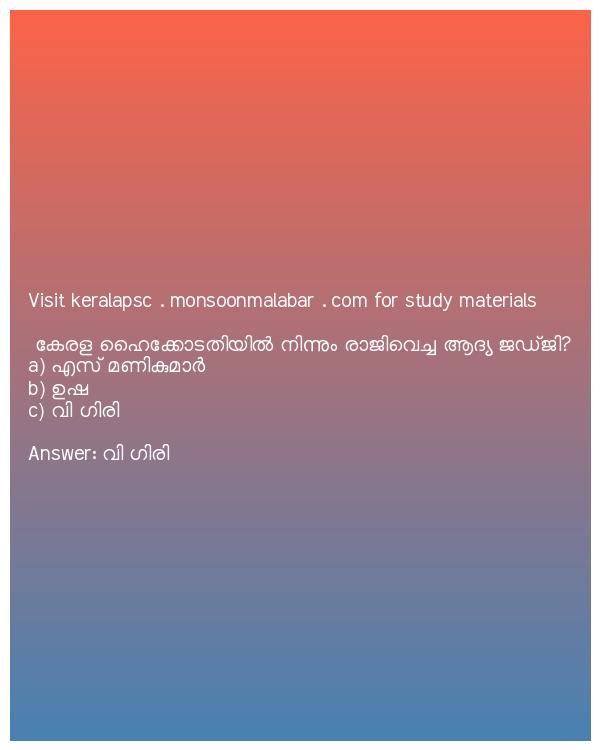 Visit keralapsc . monsoonmalabar . com for study materials
കേരള ഹൈക്കോടതിയിൽ നിന്നും രാജിവെച്ച ആദ്യ ജഡ്ജി?
a) എസ് മണികുമാർ
b) ഉഷ
c) വി ഗിരി
Answer: വി ഗിരി